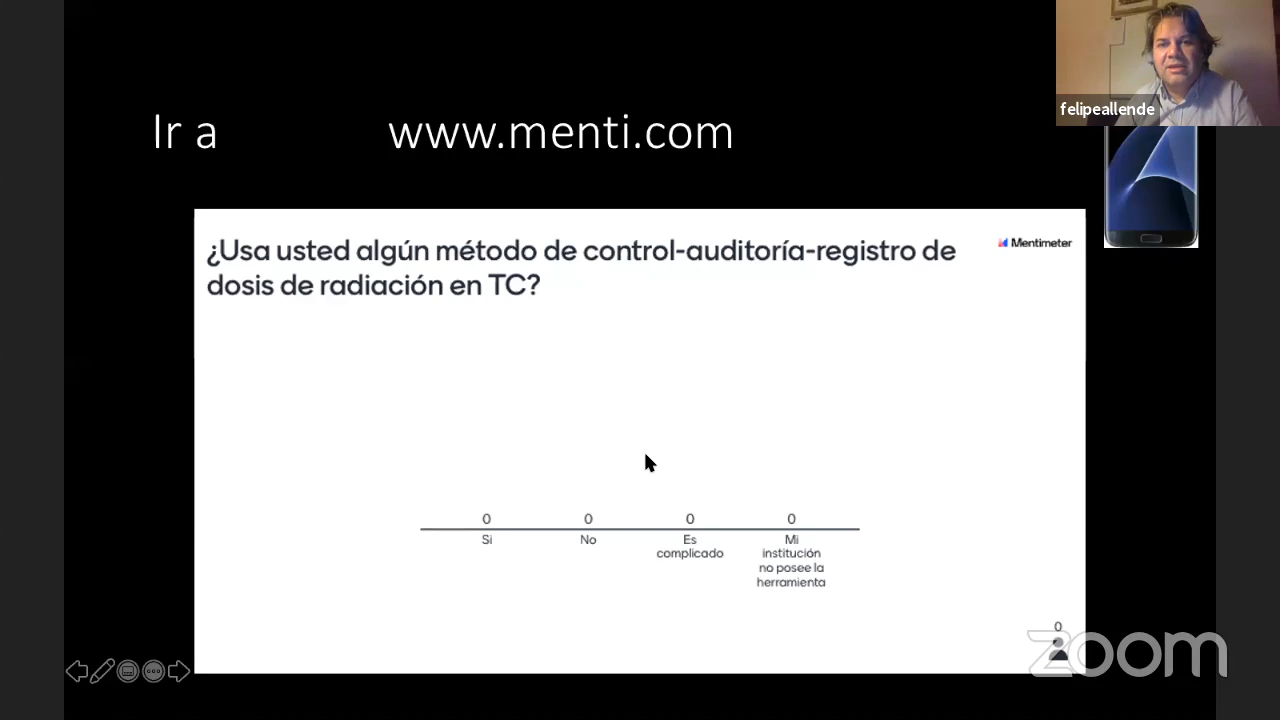 felipeallende
Ir a www.menti.com
¿Usa usted algún método de control-auditoría-registro de
dosis de radiación en TC?
Mentimeter
0 0 0 0
Si No Es complicado Mi institución no posee la herramienta
0
zoom